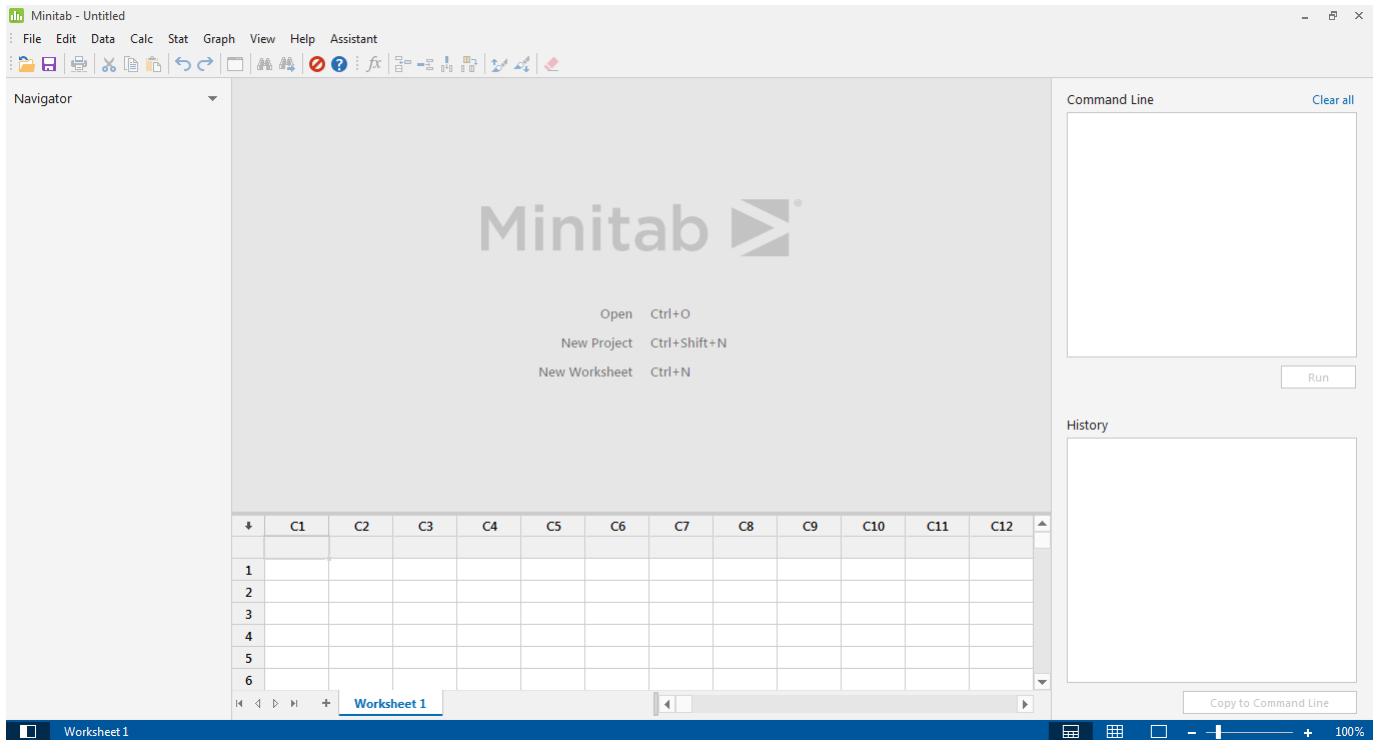 Minitab - Untitled
File Edit Data Calc Stat Graph View Help Assistant
fx
Navigator
Minitab
Open Ctrl+O
New Project Ctrl+Shift+N
New Worksheet Ctrl+N
Command Line Clear all
Run
History
Copy to Command Line
C1 C2 C3 C4 C5 C6 C7 C8 C9 C10 C11 C12
1
2
3
4
5
6
Worksheet 1
Worksheet 1 100%